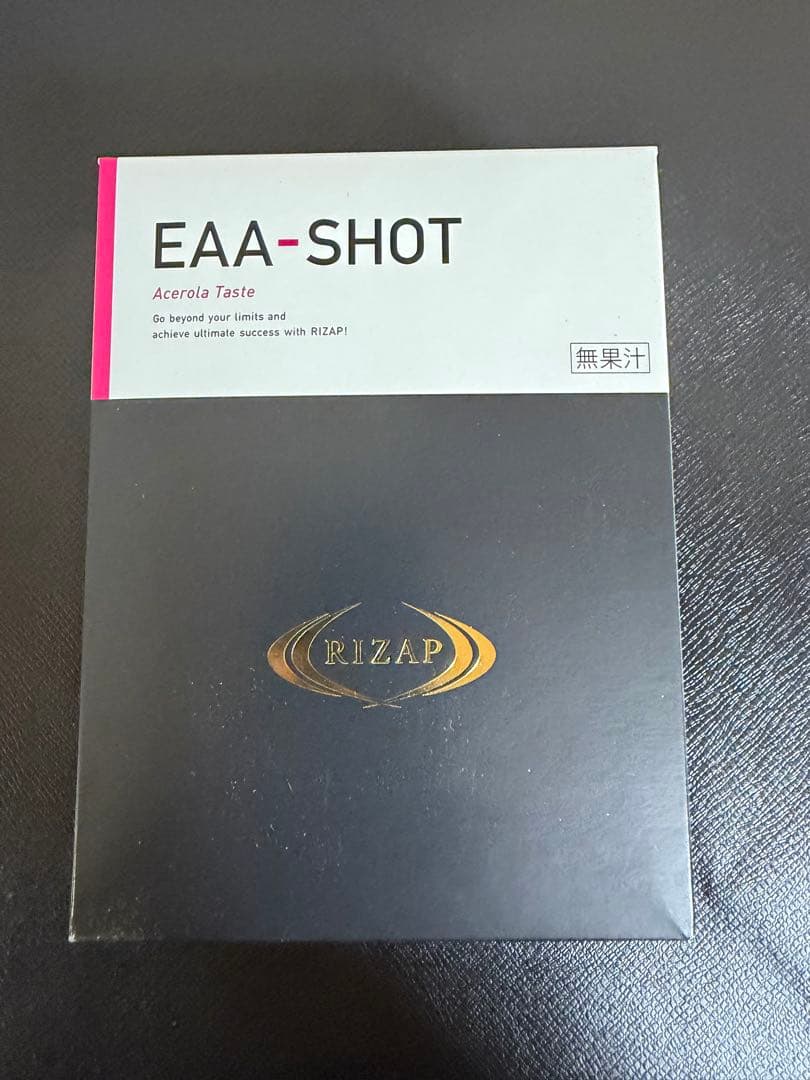 EAA-SHOT
Acerola Taste
Go beyond your limits and
achieve ultimate success with RIZAP!
無果汁
RIZAP